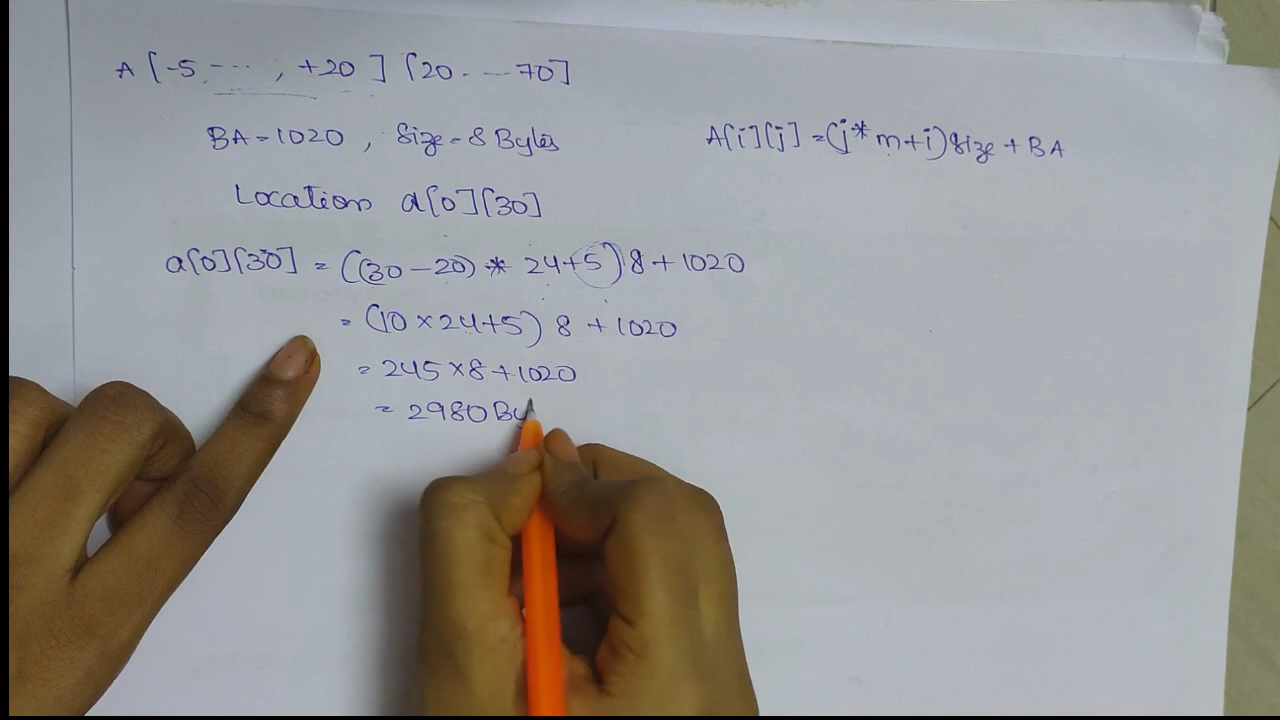 A [-5 --- , +20 ] [20 - -- 70]
BA = 1020 , Size = 8 Bytes
A[i][j] = (j * m+i) Size + BA
Location a[0][30]
a[0][30] = ((30 - 20) * 24+5) 8 + 1020
= (10 × 24+5) 8 + 1020
= 245 × 8 + 1020
= 2980 By